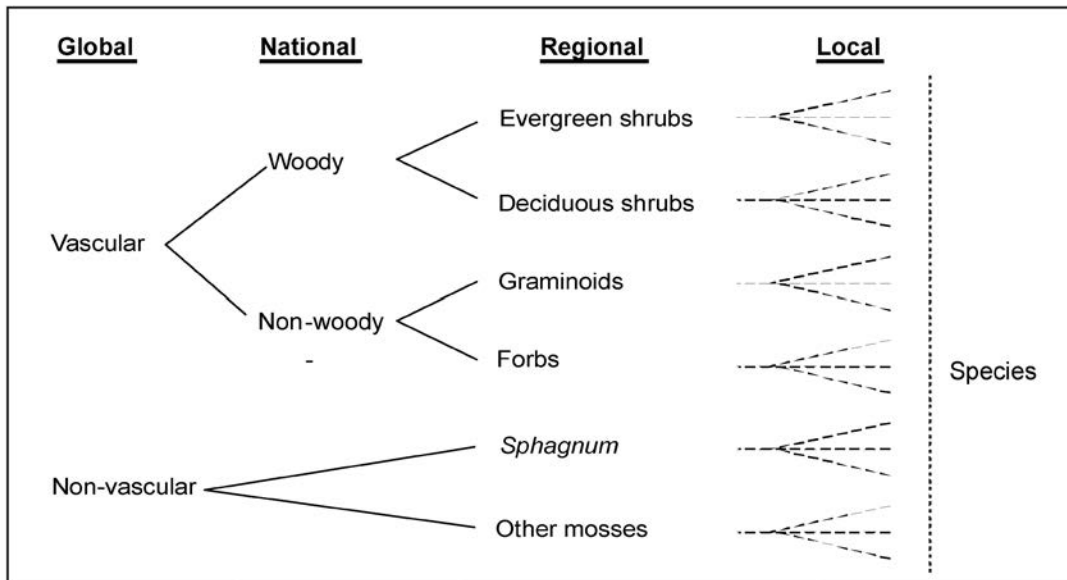 Global National Regional Local
Evergreen shrubs
Woody
Deciduous shrubs
Vascular
Graminoids
Non-woody
-
Forbs
Species
Sphagnum
Non-vascular
Other mosses